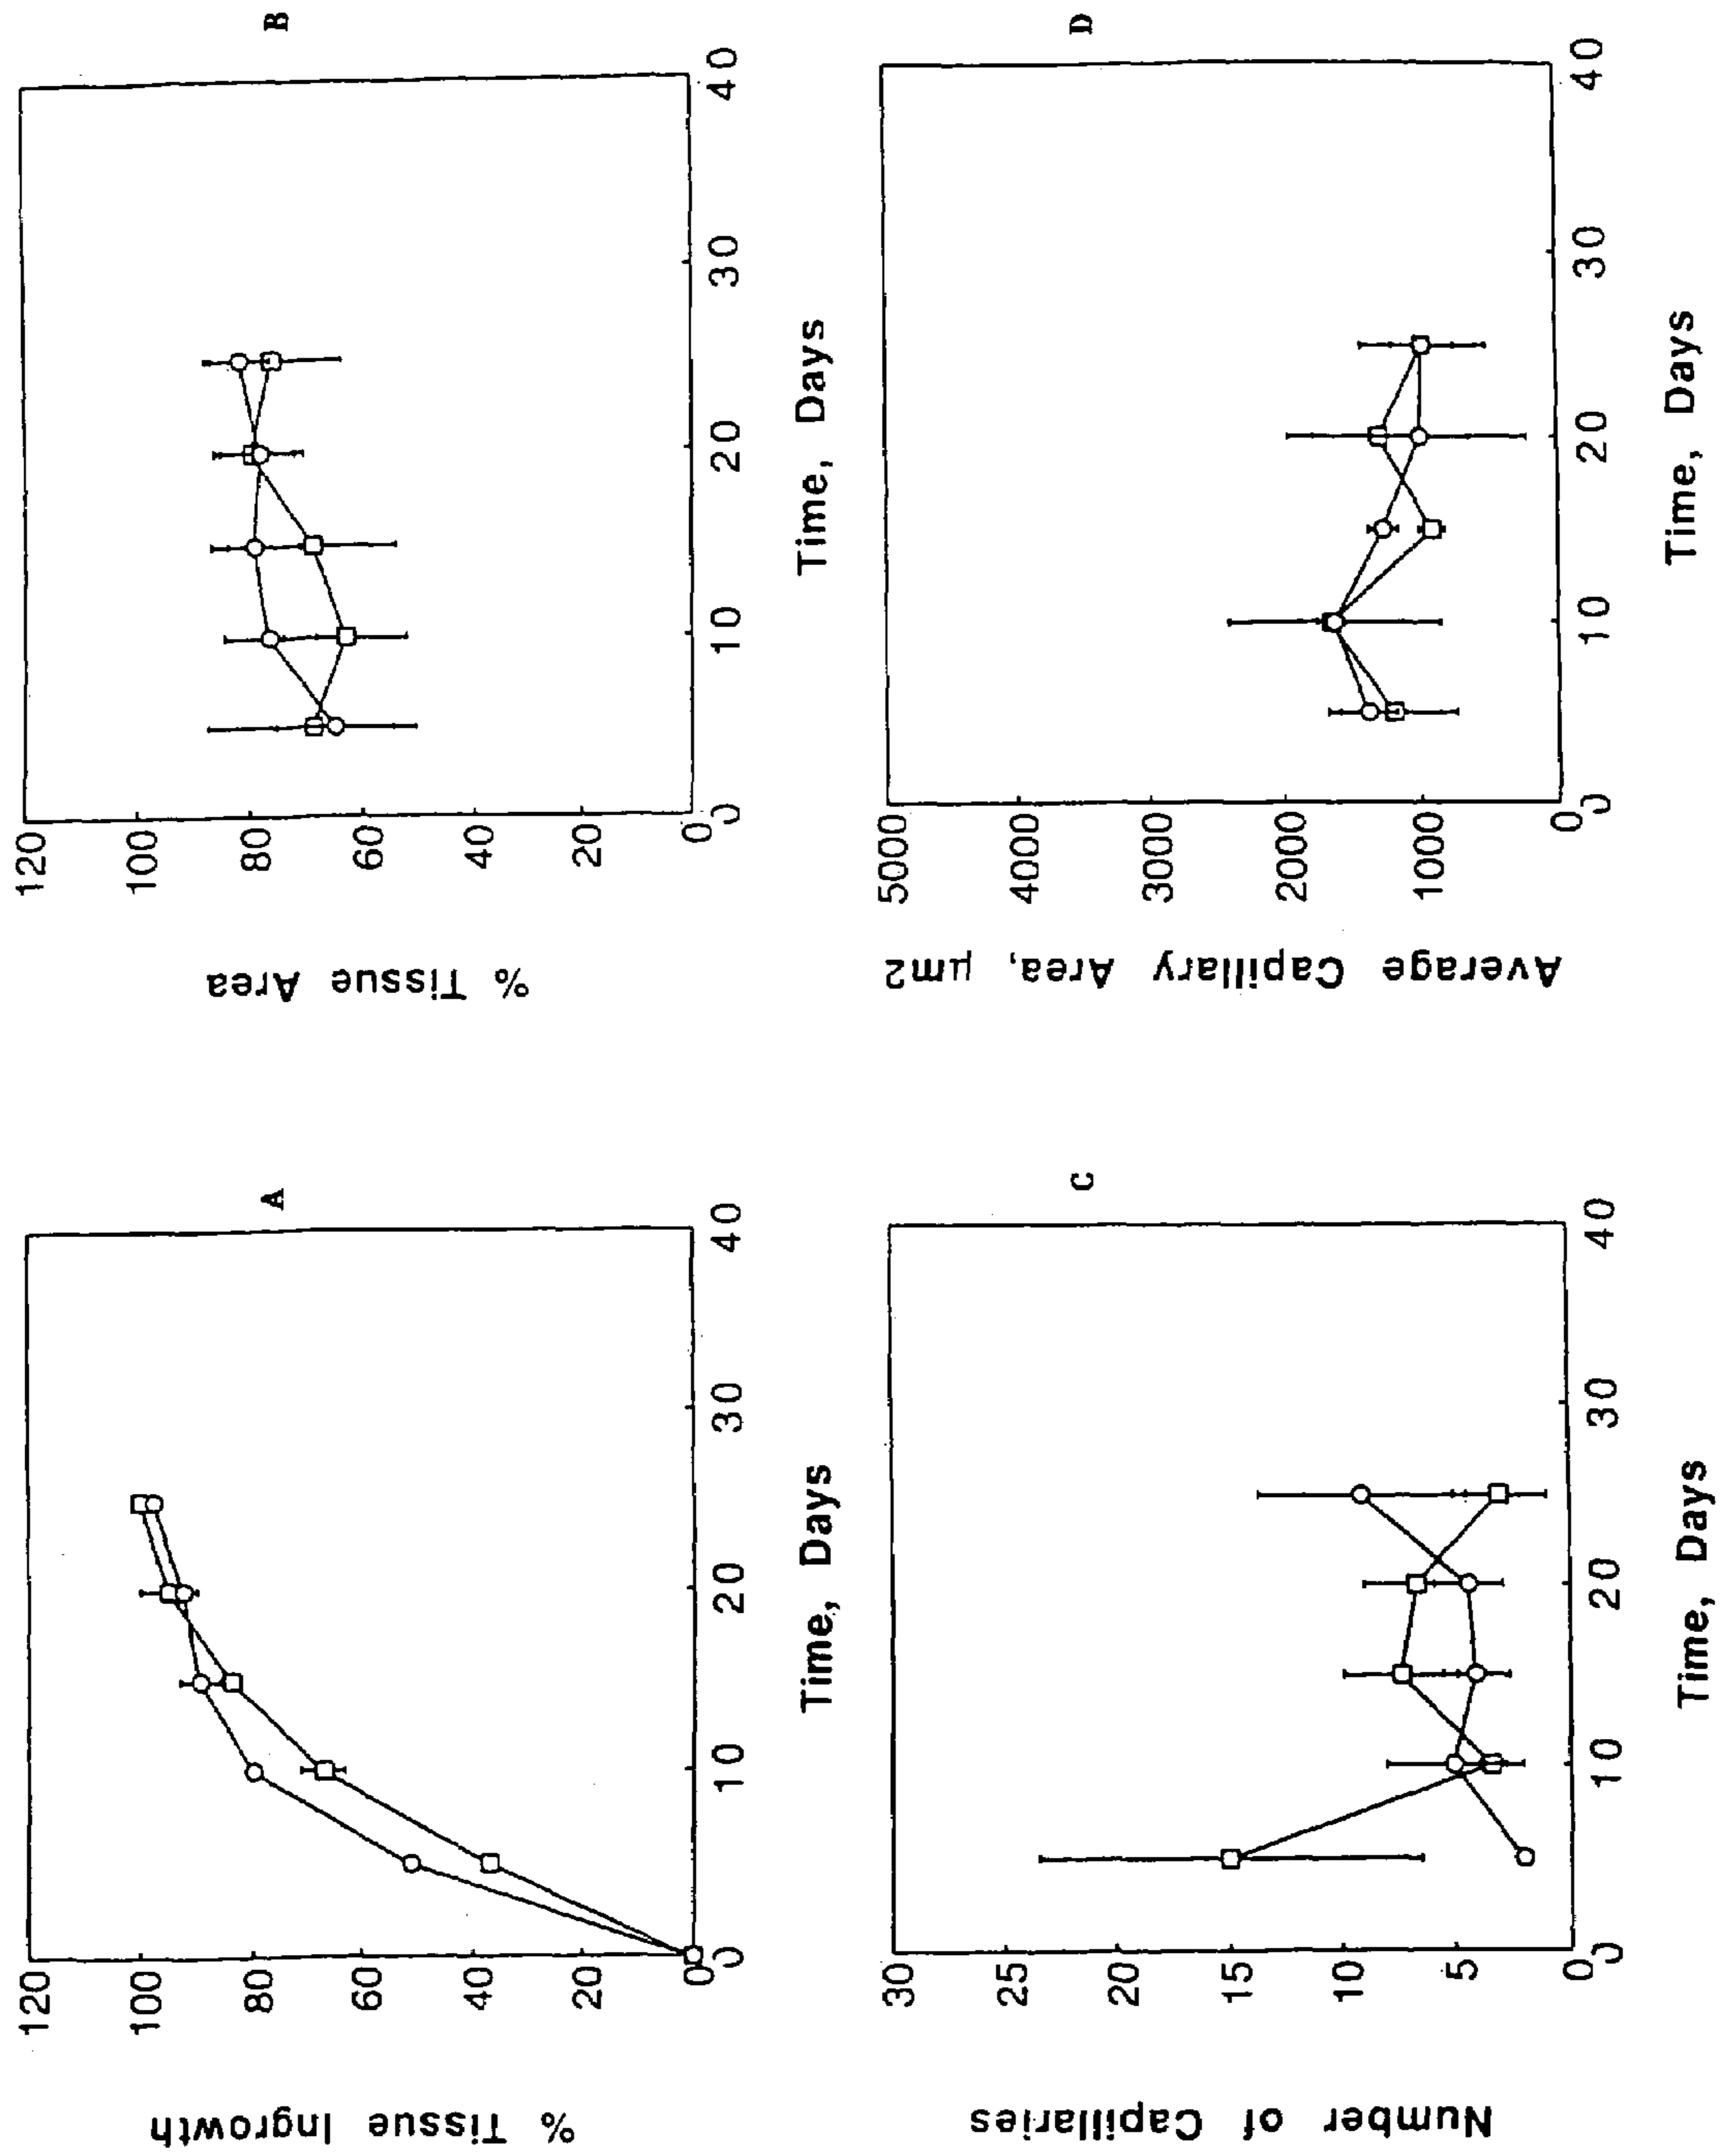 A
120
100
80
60
40
20
0
% Tissue Ingrowth
0 10 20 30 40
Time, Days
B
120
100
80
60
40
20
0
% Tissue Area
0 10 20 30 40
Time, Days
C
30
25
20
15
10
5
0
Number of Capillaries
0 10 20 30 40
Time, Days
D
5000
4000
3000
2000
1000
0
Average Capillary Area, µm2
0 10 20 30 40
Time, Days